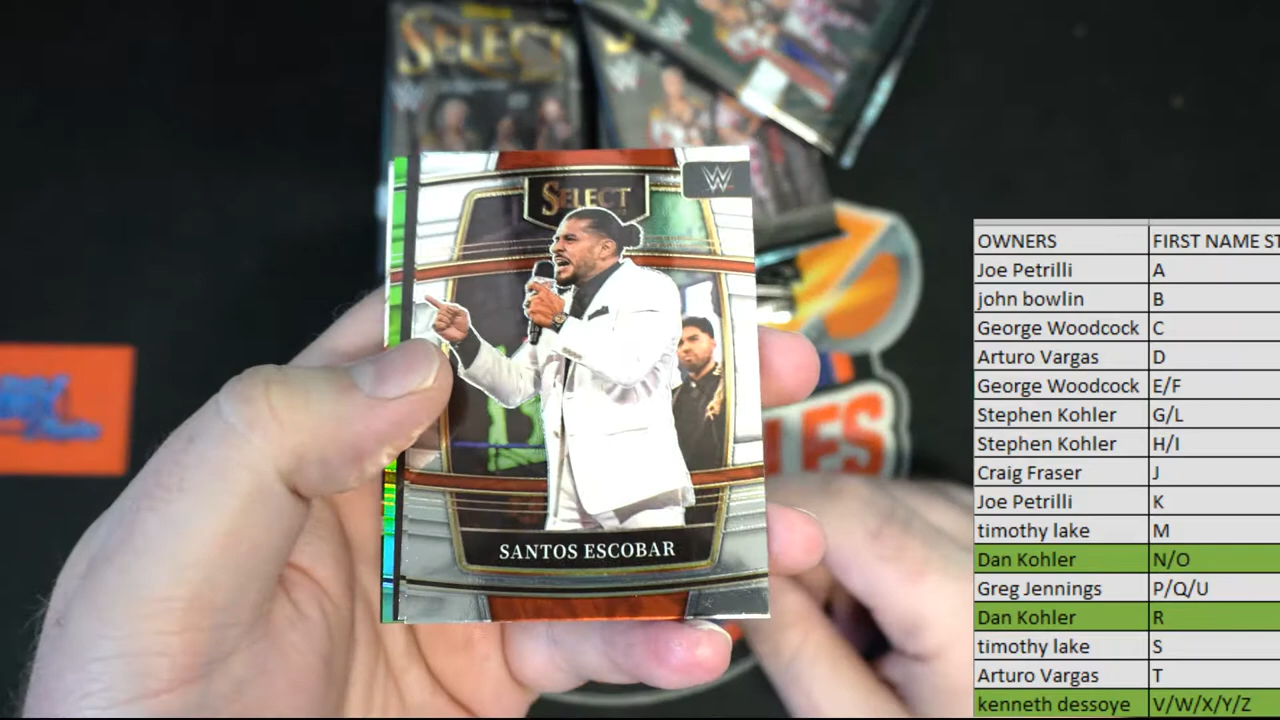 SELECT
SELECT
W
SANTOS ESCOBAR
LES
OWNERS FIRST NAME ST
Joe Petrilli A
john bowlin B
George Woodcock C
Arturo Vargas D
George Woodcock E/F
Stephen Kohler G/L
Stephen Kohler H/I
Craig Fraser J
Joe Petrilli K
timothy lake M
Dan Kohler N/O
Greg Jennings P/Q/U
Dan Kohler R
timothy lake S
Arturo Vargas T
kenneth dessoye V/W/X/Y/Z